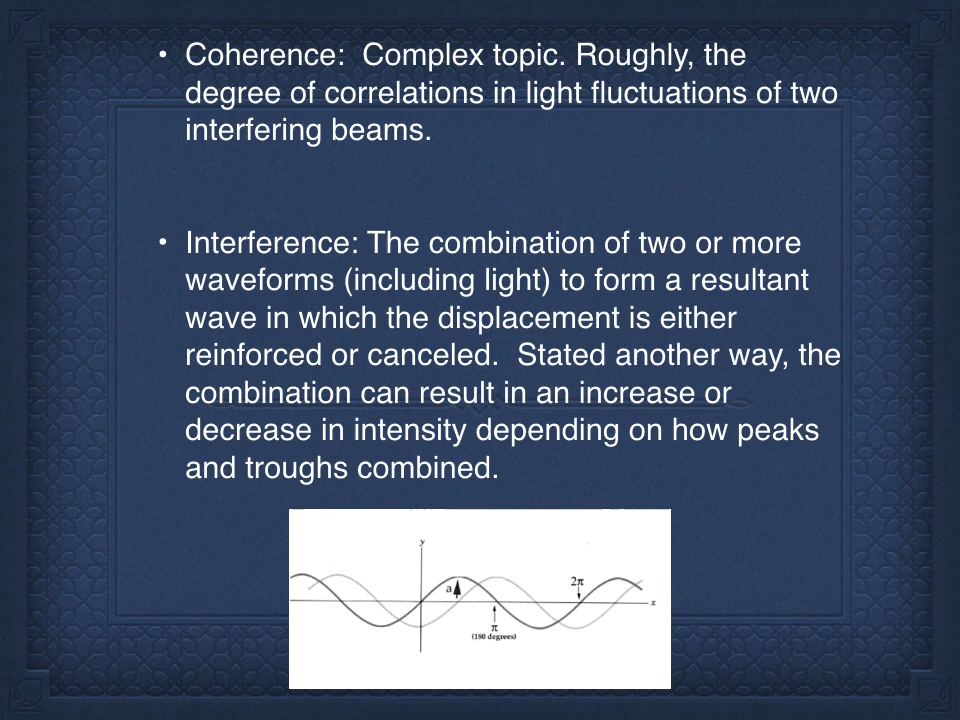 • Coherence:  Complex topic. Roughly, the
degree of correlations in light fluctuations of two
interfering beams.
• Interference: The combination of two or more
waveforms (including light) to form a resultant
wave in which the displacement is either
reinforced or canceled.  Stated another way, the
combination can result in an increase or
decrease in intensity depending on how peaks
and troughs combined.
y
a
2π
x
π
(180 degrees)